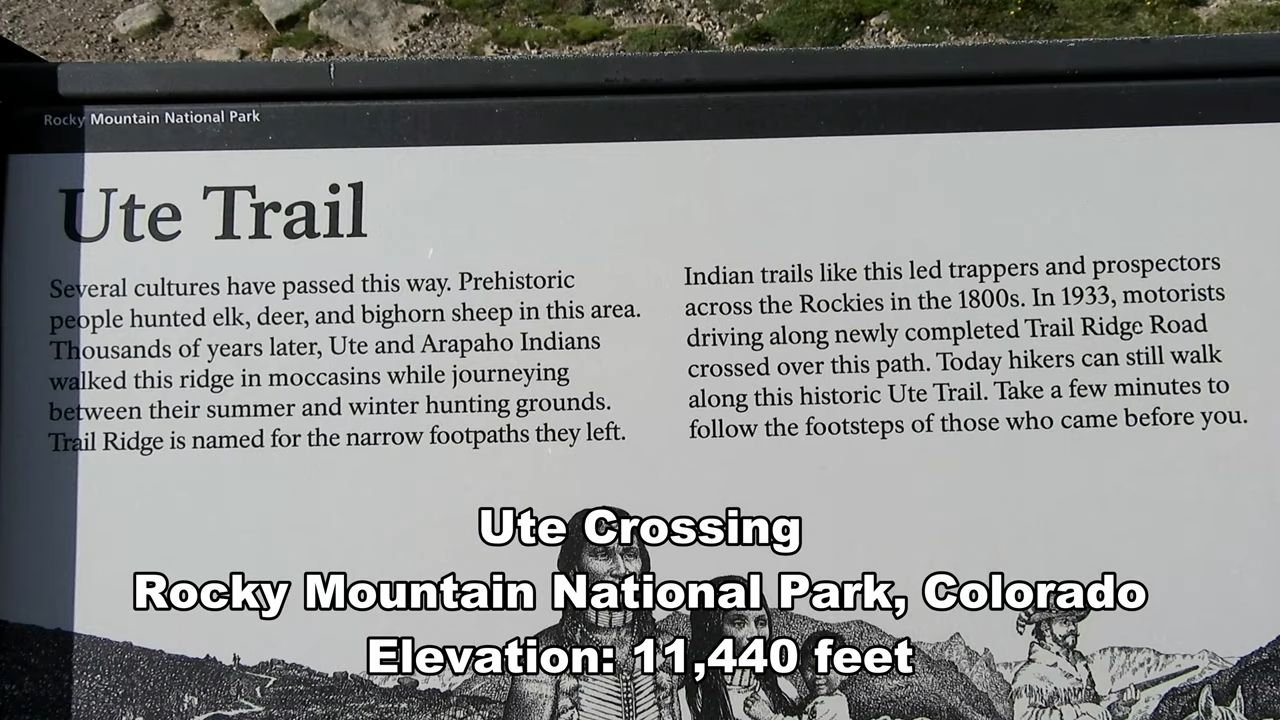 Rocky Mountain National Park
Ute Trail
Several cultures have passed this way. Prehistoric
people hunted elk, deer, and bighorn sheep in this area.
Thousands of years later, Ute and Arapaho Indians
walked this ridge in moccasins while journeying
between their summer and winter hunting grounds.
Trail Ridge is named for the narrow footpaths they left.
Indian trails like this led trappers and prospectors
across the Rockies in the 1800s. In 1933, motorists
driving along newly completed Trail Ridge Road
crossed over this path. Today hikers can still walk
along this historic Ute Trail. Take a few minutes to
follow the footsteps of those who came before you.
Ute Crossing
Rocky Mountain National Park, Colorado
Elevation: 11,440 feet